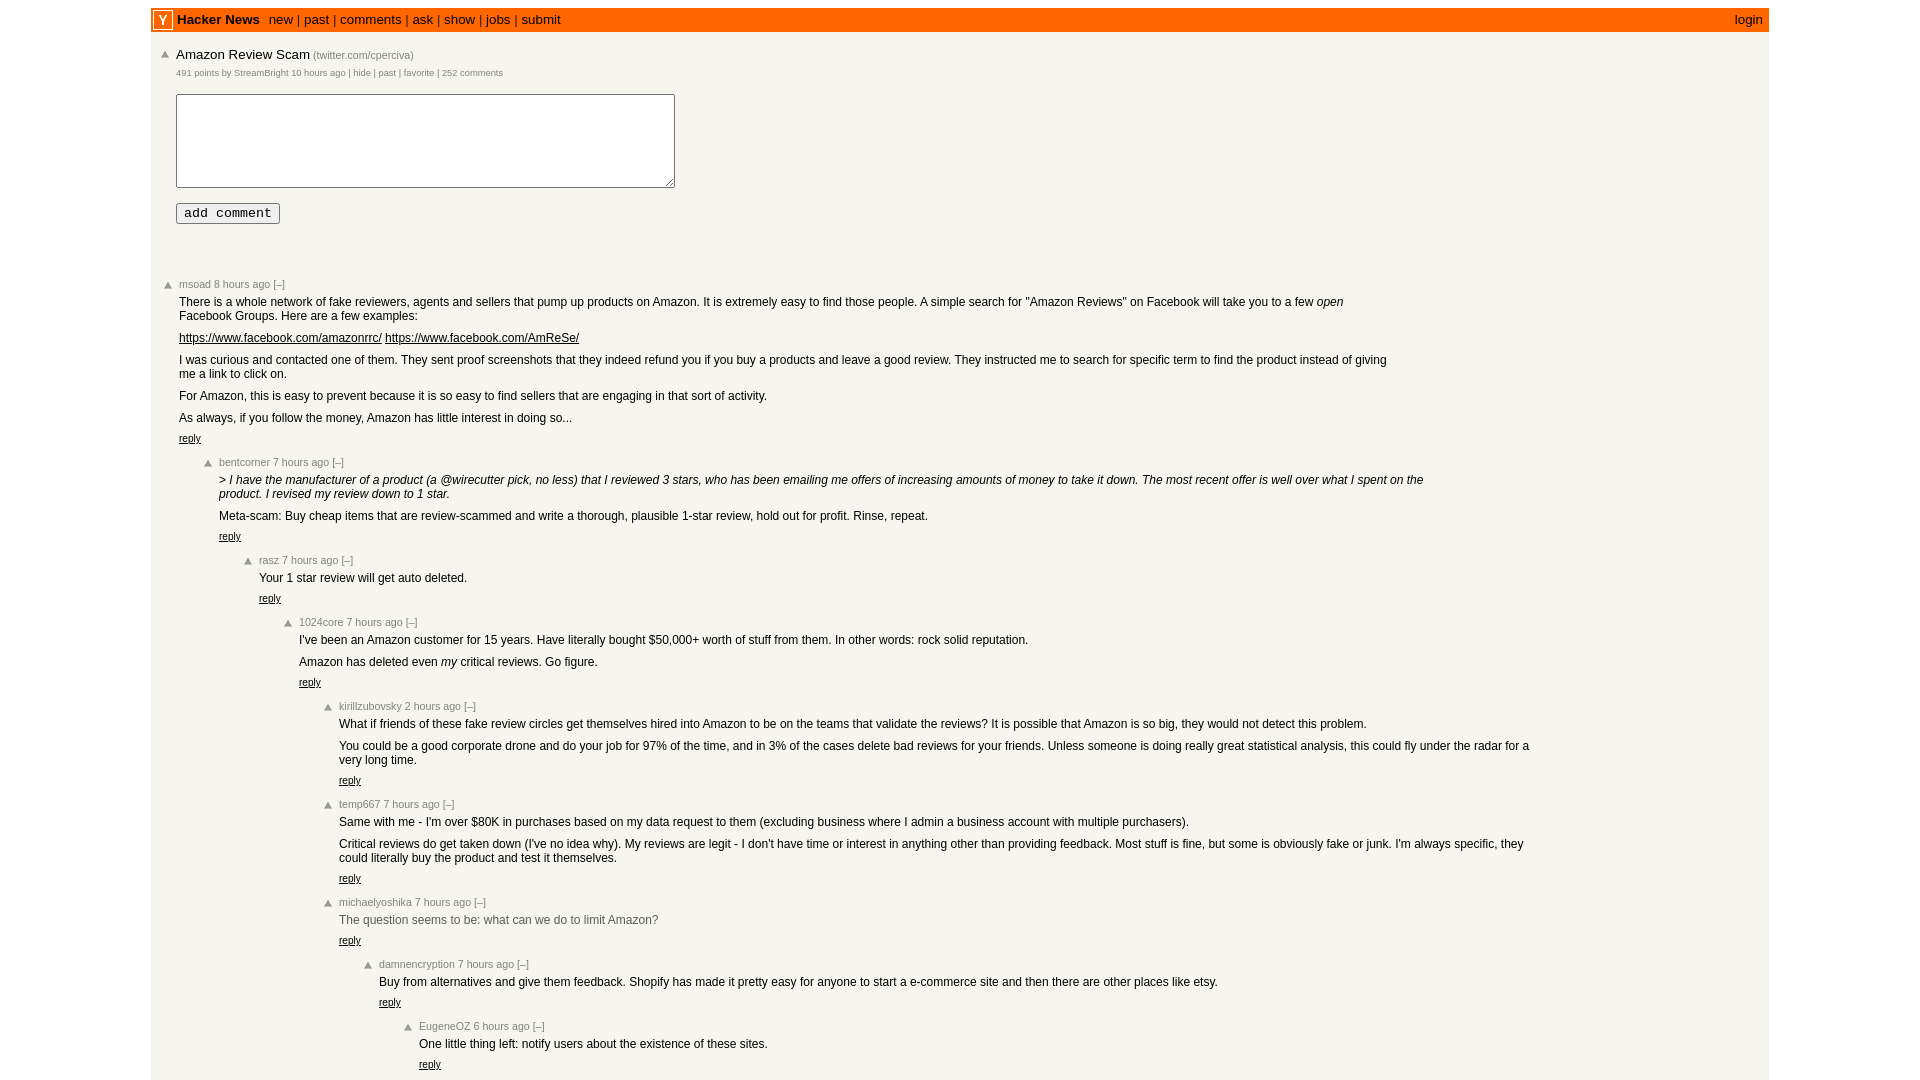 Y Hacker News new | past | comments | ask | show | jobs | submit login
Amazon Review Scam (twitter.com/cperciva)
491 points by StreamBright 10 hours ago | hide | past | favorite | 252 comments
add comment
msoad 8 hours ago [–]
There is a whole network of fake reviewers, agents and sellers that pump up products on Amazon. It is extremely easy to find those people. A simple search for "Amazon Reviews" on Facebook will take you to a few open
Facebook Groups. Here are a few examples:
https://www.facebook.com/amazonrrc/ https://www.facebook.com/AmReSe/
I was curious and contacted one of them. They sent proof screenshots that they indeed refund you if you buy a products and leave a good review. They instructed me to search for specific term to find the product instead of giving
me a link to click on.
For Amazon, this is easy to prevent because it is so easy to find sellers that are engaging in that sort of activity.
As always, if you follow the money, Amazon has little interest in doing so...
reply
bentcorner 7 hours ago [–]
> I have the manufacturer of a product (a @wirecutter pick, no less) that I reviewed 3 stars, who has been emailing me offers of increasing amounts of money to take it down. The most recent offer is well over what I spent on the
product. I revised my review down to 1 star.
Meta-scam: Buy cheap items that are review-scammed and write a thorough, plausible 1-star review, hold out for profit. Rinse, repeat.
reply
rasz 7 hours ago [–]
Your 1 star review will get auto deleted.
reply
1024core 7 hours ago [–]
I've been an Amazon customer for 15 years. Have literally bought $50,000+ worth of stuff from them. In other words: rock solid reputation.
Amazon has deleted even my critical reviews. Go figure.
reply
kirillzubovsky 2 hours ago [–]
What if friends of these fake review circles get themselves hired into Amazon to be on the teams that validate the reviews? It is possible that Amazon is so big, they would not detect this problem.
You could be a good corporate drone and do your job for 97% of the time, and in 3% of the cases delete bad reviews for your friends. Unless someone is doing really great statistical analysis, this could fly under the radar for a
very long time.
reply
temp667 7 hours ago [–]
Same with me - I'm over $80K in purchases based on my data request to them (excluding business where I admin a business account with multiple purchasers).
Critical reviews do get taken down (I've no idea why). My reviews are legit - I don't have time or interest in anything other than providing feedback. Most stuff is fine, but some is obviously fake or junk. I'm always specific, they
could literally buy the product and test it themselves.
reply
michaelyoshika 7 hours ago [–]
The question seems to be: what can we do to limit Amazon?
reply
damnencryption 7 hours ago [–]
Buy from alternatives and give them feedback. Shopify has made it pretty easy for anyone to start a e-commerce site and then there are other places like etsy.
reply
EugeneOZ 6 hours ago [–]
One little thing left: notify users about the existence of these sites.
reply